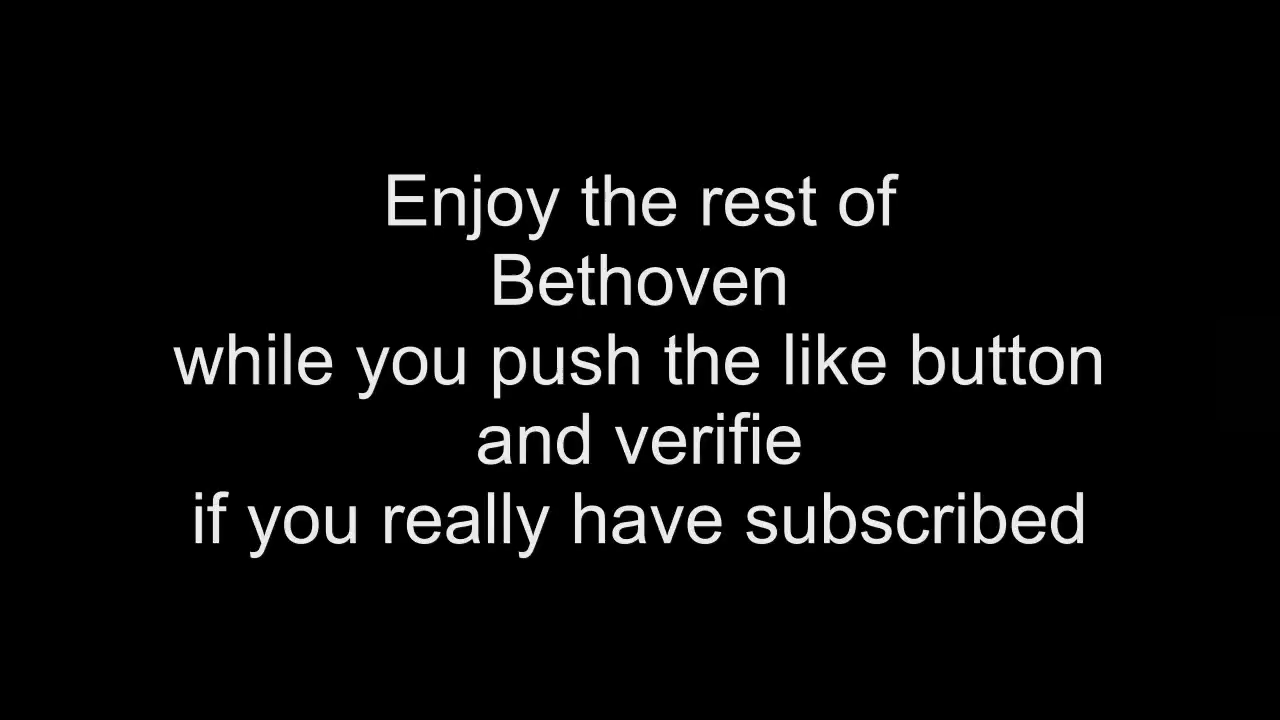 Enjoy the rest of
Bethoven
while you push the like button
and verifie
if you really have subscribed